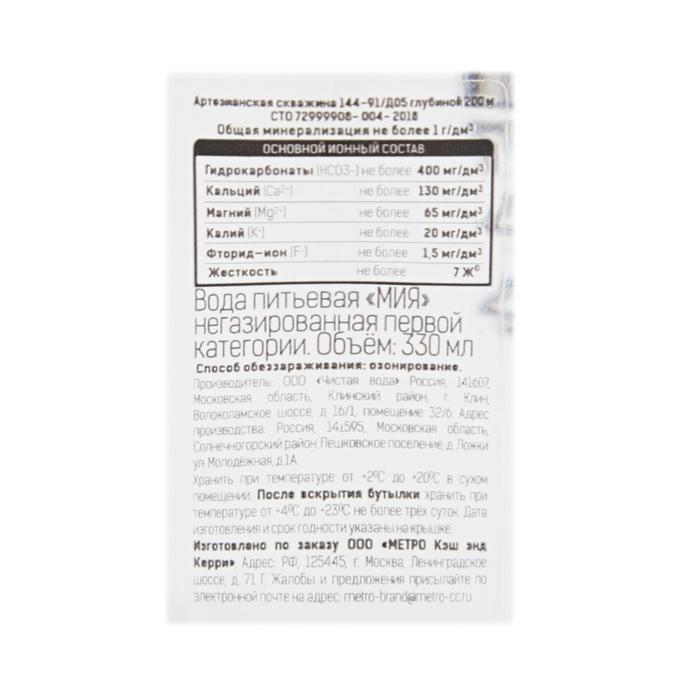 Артезианская скважина 144-91/Д05 глубиной 200 м
СТО 72999908- 004- 2018
Общая минерализация не более 1 г/дм³
ОСНОВНОЙ ИОННЫЙ СОСТАВ
Гидрокарбонаты (HCO3-) не более 400 мг/дм³
Кальций (Ca²⁺) не более 130 мг/дм³
Магний (Mg²⁺) не более 65 мг/дм³
Калий (K⁺) не более 20 мг/дм³
Фторид-ион (F⁻) не более 1,5 мг/дм³
Жесткость не более 7 Ж⁰
Вода питьевая «МИЯ»
негазированная первой
категории. Объём: 330 мл
Способ обеззараживания: озонирование.
Производитель: ООО «Чистая вода» Россия, 141607,
Московская область, Клинский район, г. Клин,
Волоколамское шоссе, д. 16/1, помещение 32/6. Адрес
производства: Россия, 141595, Московская область,
Солнечногорский район, Пешковское поселение, д. Ложки
ул. Молодёжная, д.1А.
Хранить при температуре от +2°C до +20°C в сухом
помещении. После вскрытия бутылки хранить при
температуре от +4°C до +23°C не более трёх суток. Дата
изготовления и срок годности указаны на крышке.
Изготовлено по заказу ООО «МЕТРО Кэш энд
Керри» Адрес: РФ, 125445, г. Москва, Ленинградское
шоссе, д. 71 Г. Жалобы и предложения присылайте по
электронной почте на адрес: metro-brand@metro-cc.ru